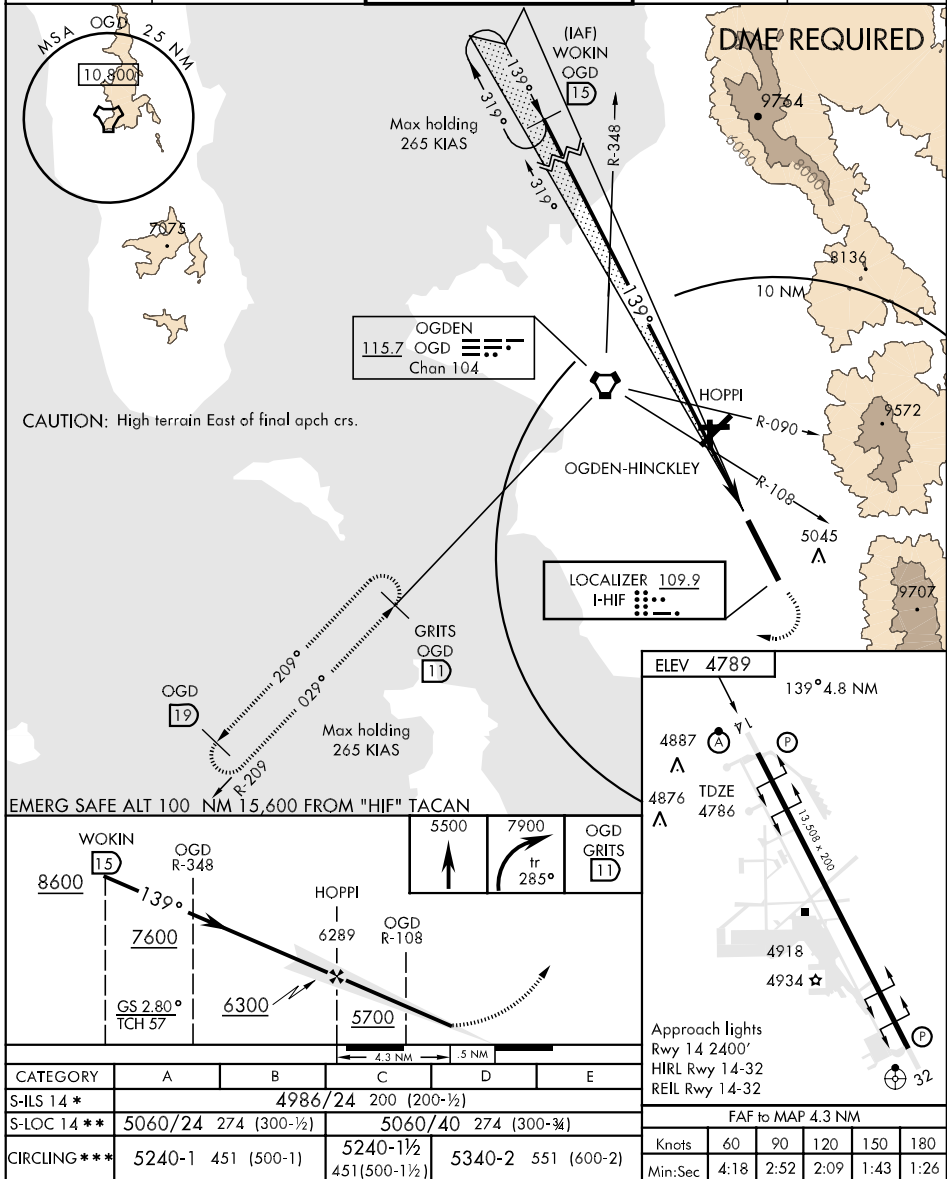 MSA OGD 25 NM
10,800
7075
(IAF)
WOKIN
OGD
15
DME REQUIRED
139°
319°
Max holding
265 KIAS
319°
R-348
139°
9764
6000
8000
8136
10 NM
OGDEN
115.7 OGD
Chan 104
HOPPI
R-090
9572
CAUTION: High terrain East of final apch crs.
OGDEN-HINCKLEY
R-108
5045
LOCALIZER 109.9
I-HIF
9707
GRITS
OGD
11
209°
029°
OGD
19
Max holding
265 KIAS
R-209
EMERG SAFE ALT 100 NM 15,600 FROM "HIF" TACAN
ELEV 4789
139° 4.8 NM
14
4887
A
P
4876
TDZE
4786
13,508 x 200
4918
4934
P
32
Approach lights
Rwy 14 2400'
HIRL Rwy 14-32
REIL Rwy 14-32
WOKIN
15
8600
139°
OGD
R-348
7600
GS 2.80°
TCH 57
HOPPI
6289
6300
OGD
R-108
5700
5500
7900
tr
285°
OGD
GRITS
11
4.3 NM
.5 NM
CATEGORY A B C D E
S-ILS 14 * 4986/24 200 (200-½)
S-LOC 14 ** 5060/24 274 (300-½) 5060/40 274 (300-¾)
CIRCLING *** 5240-1 451 (500-1) 5240-1½ 451(500-1½) 5340-2 551 (600-2)
FAF to MAP 4.3 NM
Knots 60 90 120 150 180
Min:Sec 4:18 2:52 2:09 1:43 1:26